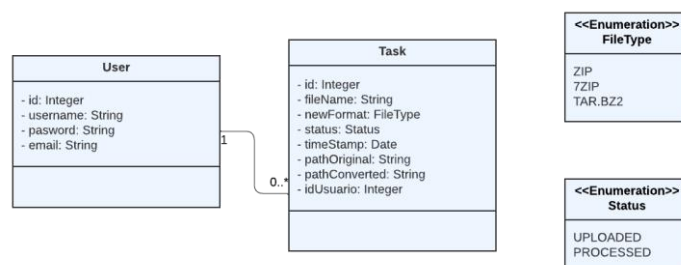 User
- id: Integer
- username: String
- pasword: String
- email: String
1
0..*
Task
- id: Integer
- fileName: String
- newFormat: FileType
- status: Status
- timeStamp: Date
- pathOriginal: String
- pathConverted: String
- idUsuario: Integer
<<Enumeration>>
FileType
ZIP
7ZIP
TAR.BZ2
<<Enumeration>>
Status
UPLOADED
PROCESSED